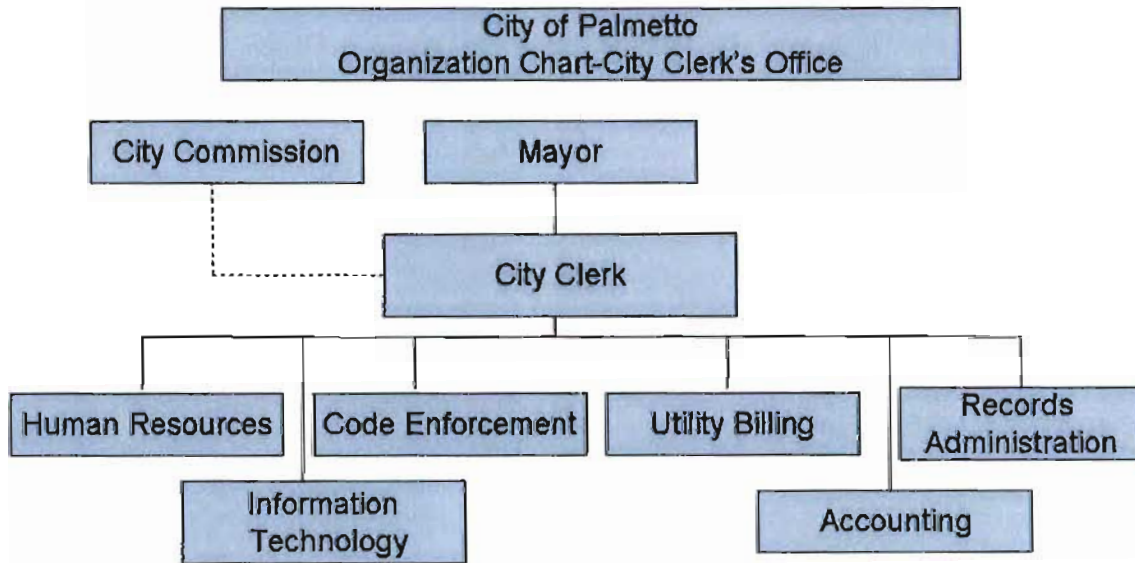 City of Palmetto
Organization Chart-City Clerk's Office
City Commission
Mayor
City Clerk
Human Resources
Code Enforcement
Utility Billing
Records
Administration
Information
Technology
Accounting